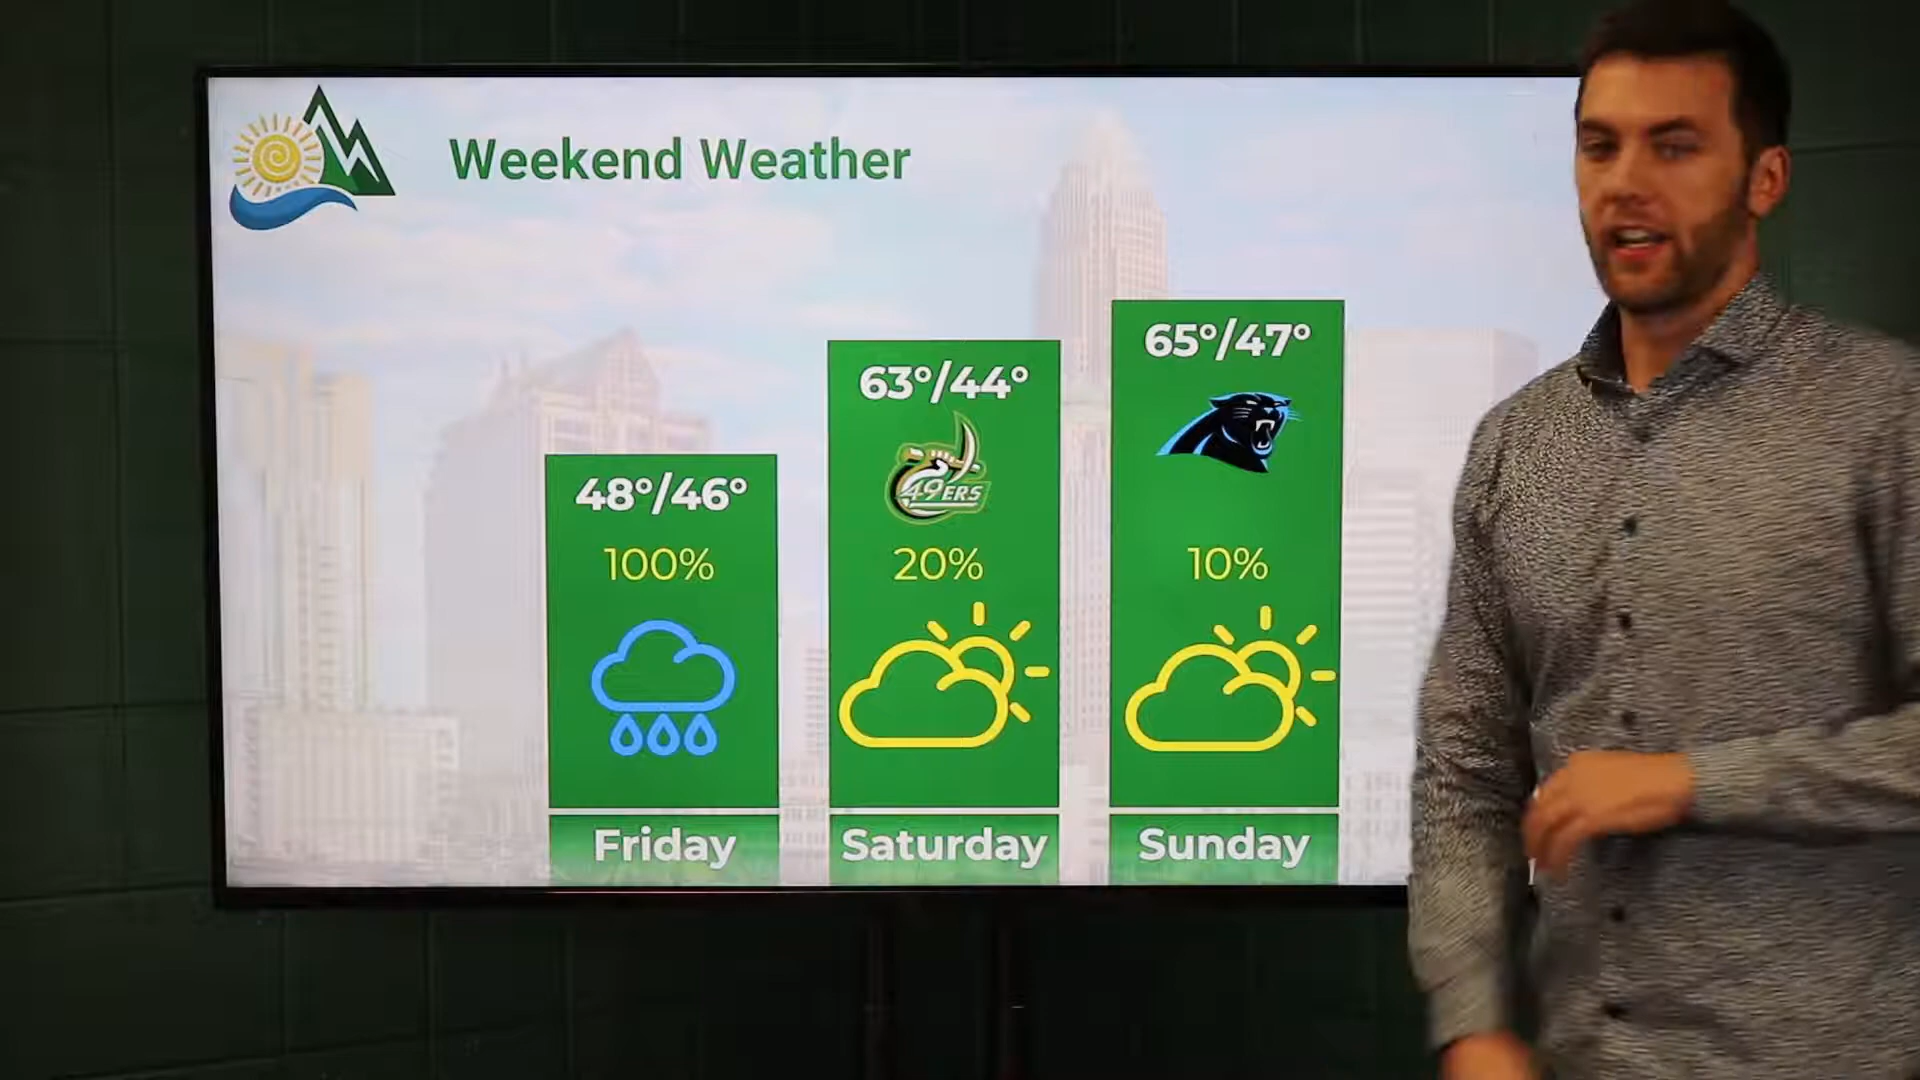 Weekend Weather
48°/46°
100%
Friday
63°/44°
49ERS
20%
Saturday
65°/47°
10%
Sunday